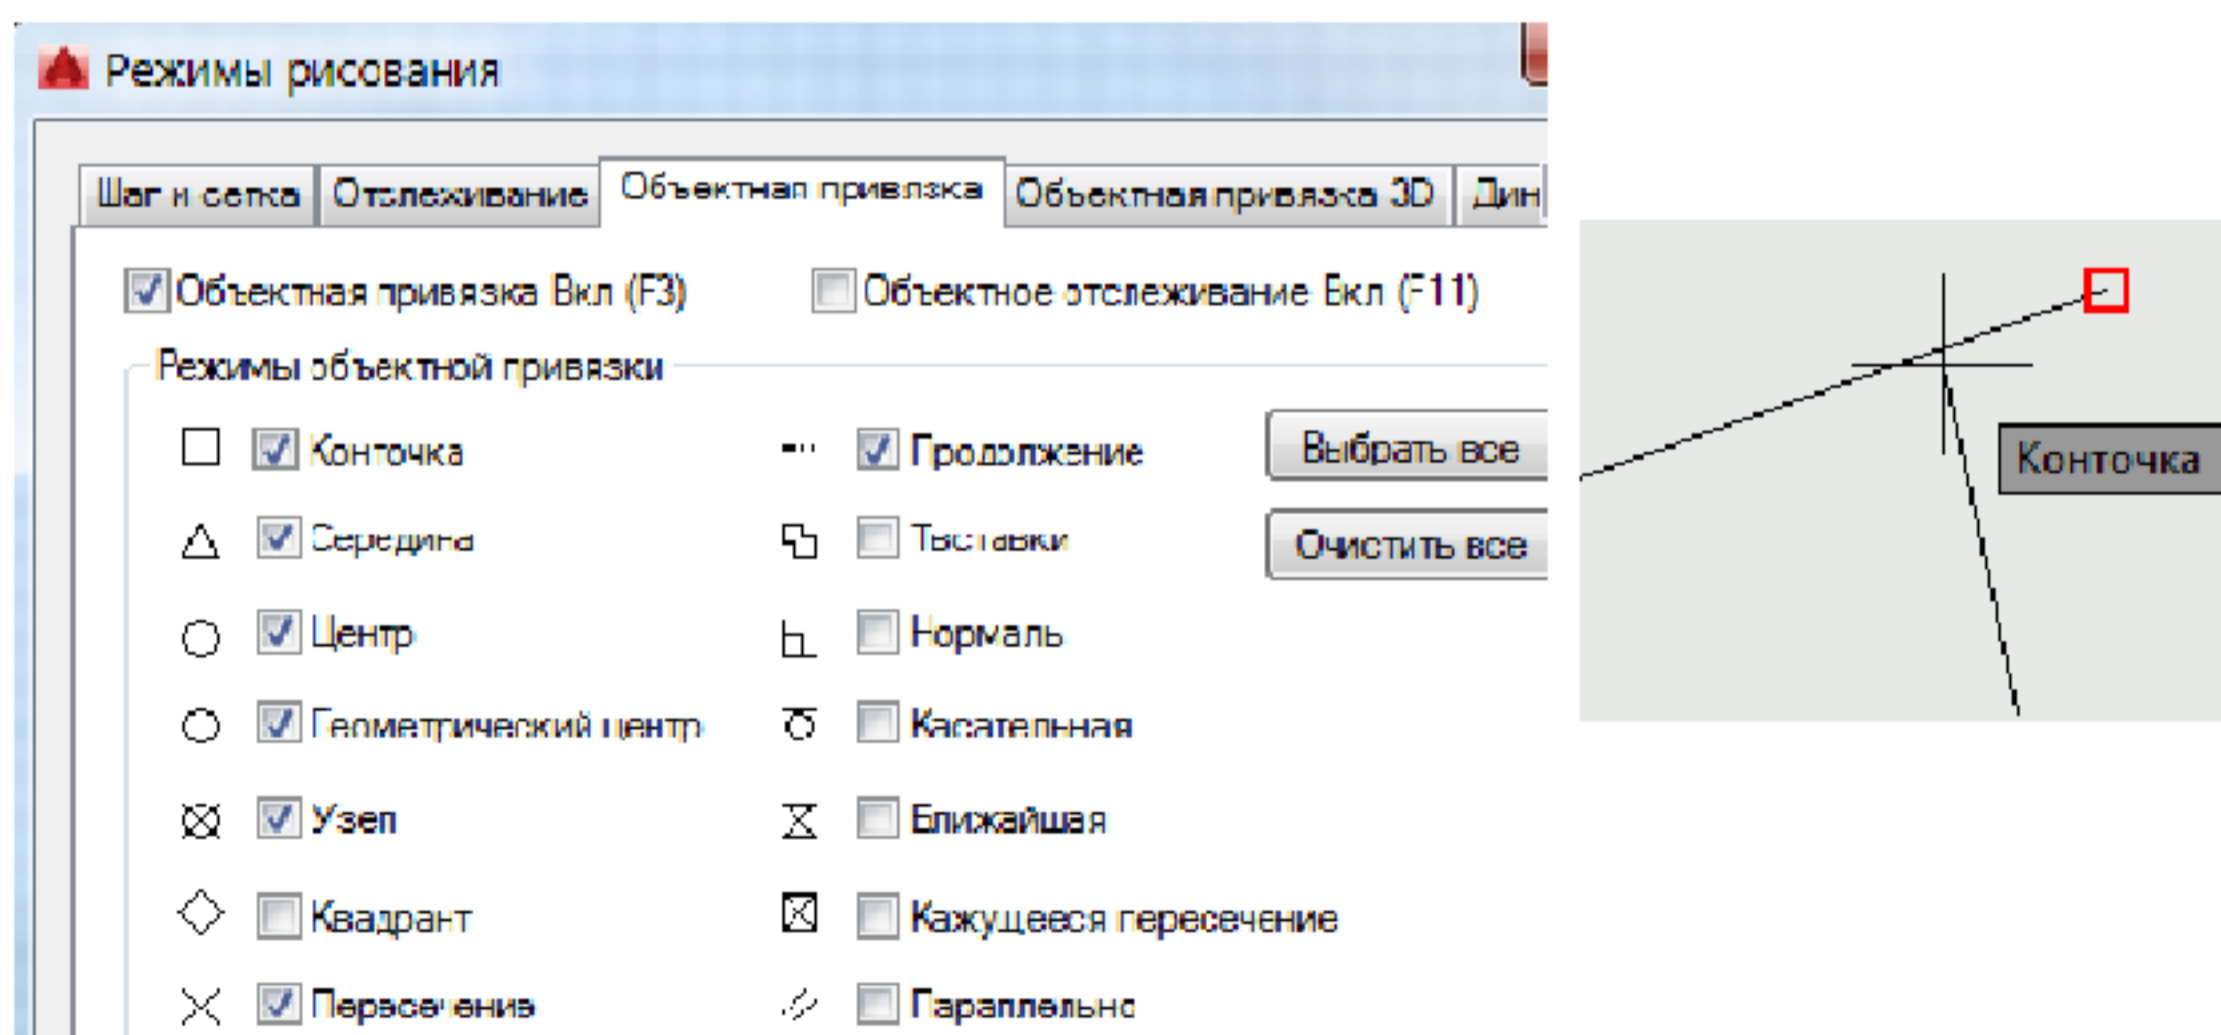 Режимы рисования
Шаг и сетка Отслеживание Объектная привязка Объектная привязка 3D Дин
Объектная привязка Вкл (F3) Объектное отслеживание Вкл (F11)
Режимы объектной привязки
Конточка Продолжение Выбрать все
Середина Твставки Очистить все
Центр Нормаль
Геометрический центр Касательная
Узел Ближайшая
Квадрант Кажущееся пересечение
Пересечение Параллельно
Конточка